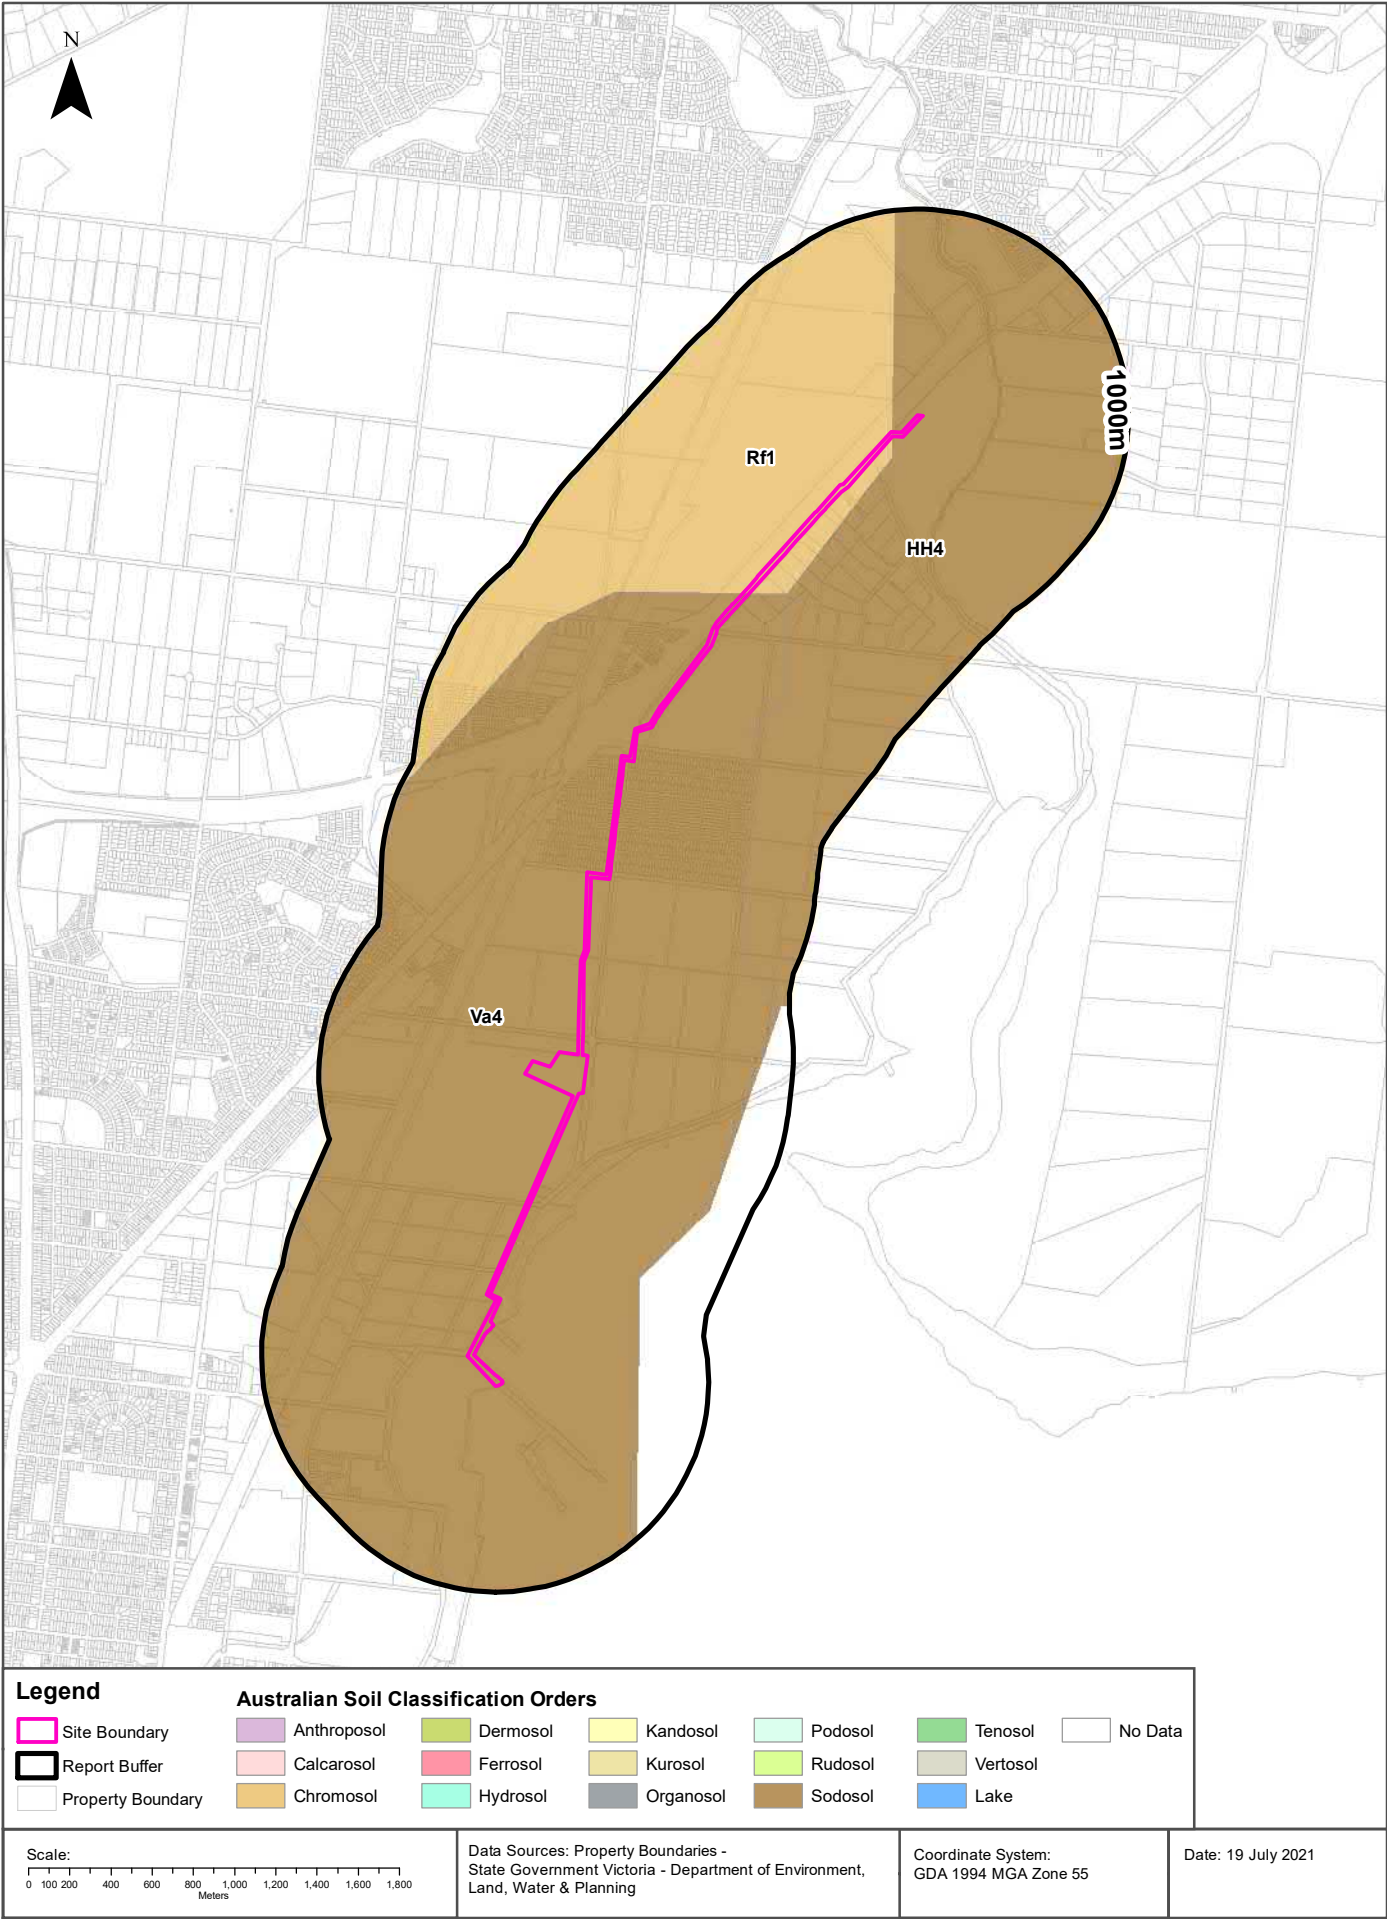 N
1000m
Rf1
HH4
Va4
Legend
Site Boundary
Report Buffer
Property Boundary
Australian Soil Classification Orders
Anthroposol
Calcarosol
Chromosol
Dermosol
Ferrosol
Hydrosol
Kandosol
Kurosol
Organosol
Podosol
Rudosol
Sodosol
Tenosol
Vertosol
Lake
No Data
Scale:
0 100 200 400 600 800 1,000 1,200 1,400 1,600 1,800
Meters
Data Sources: Property Boundaries -
State Government Victoria - Department of Environment,
Land, Water & Planning
Coordinate System:
GDA 1994 MGA Zone 55
Date: 19 July 2021